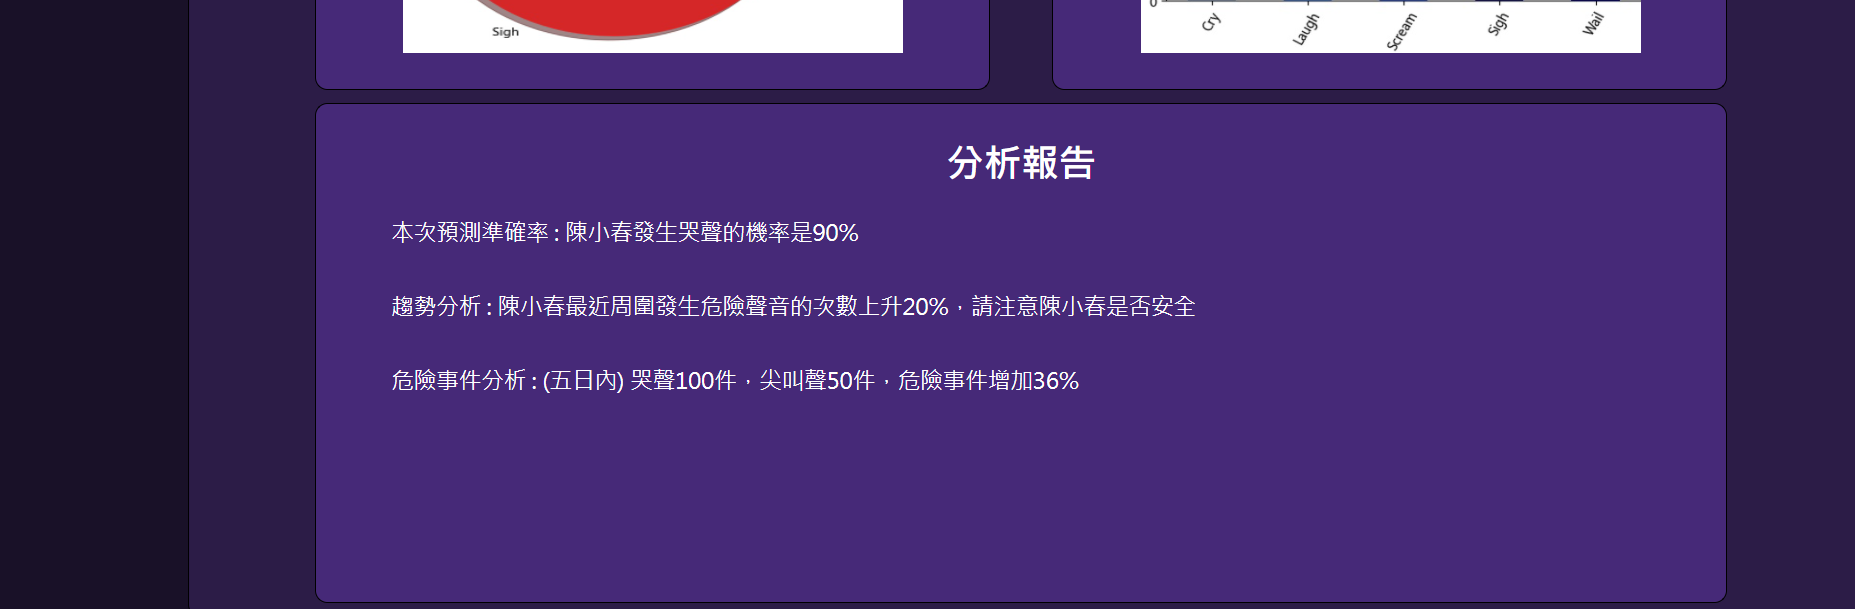 Sigh
0
Cry
Laugh
Scream
Sigh
Wail
分析報告
本次預測準確率 : 陳小春發生哭聲的機率是90%
趨勢分析 : 陳小春最近周圍發生危險聲音的次數上升20%，請注意陳小春是否安全
危險事件分析 : (五日內) 哭聲100件，尖叫聲50件，危險事件增加36%